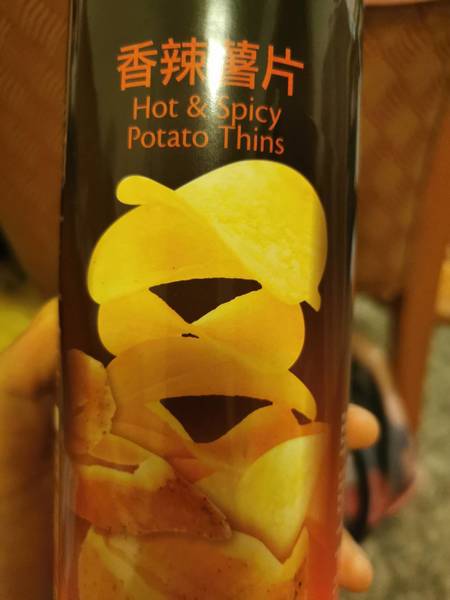 香辣薯片
Hot & Spicy
Potato Thins